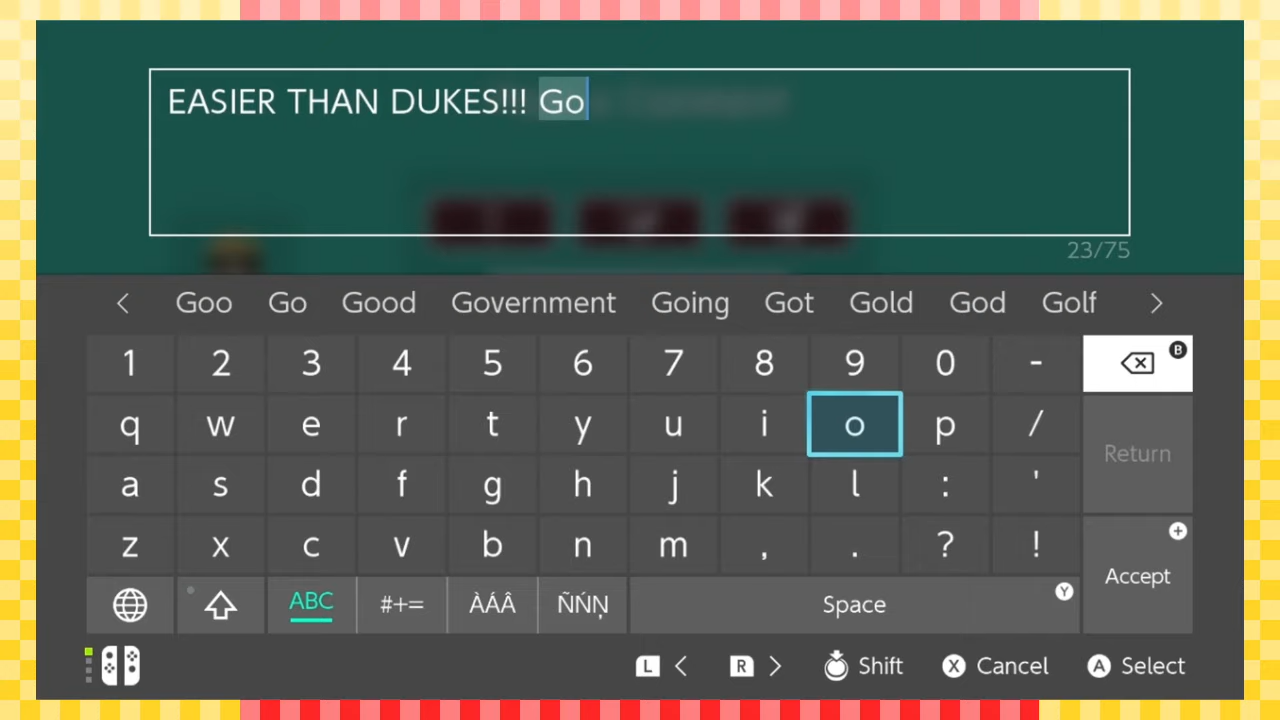 EASIER THAN DUKES!!! Go
23/75
< Goo Go Good Government Going Got Gold God Golf >
1 2 3 4 5 6 7 8 9 0 - B
q w e r t y u i o p / Return
a s d f g h j k l : '
z x c v b n m , . ? ! + Accept
ABC #+= ÀÁÂ ÑŃṆ Space Y
L < R > Shift X Cancel A Select